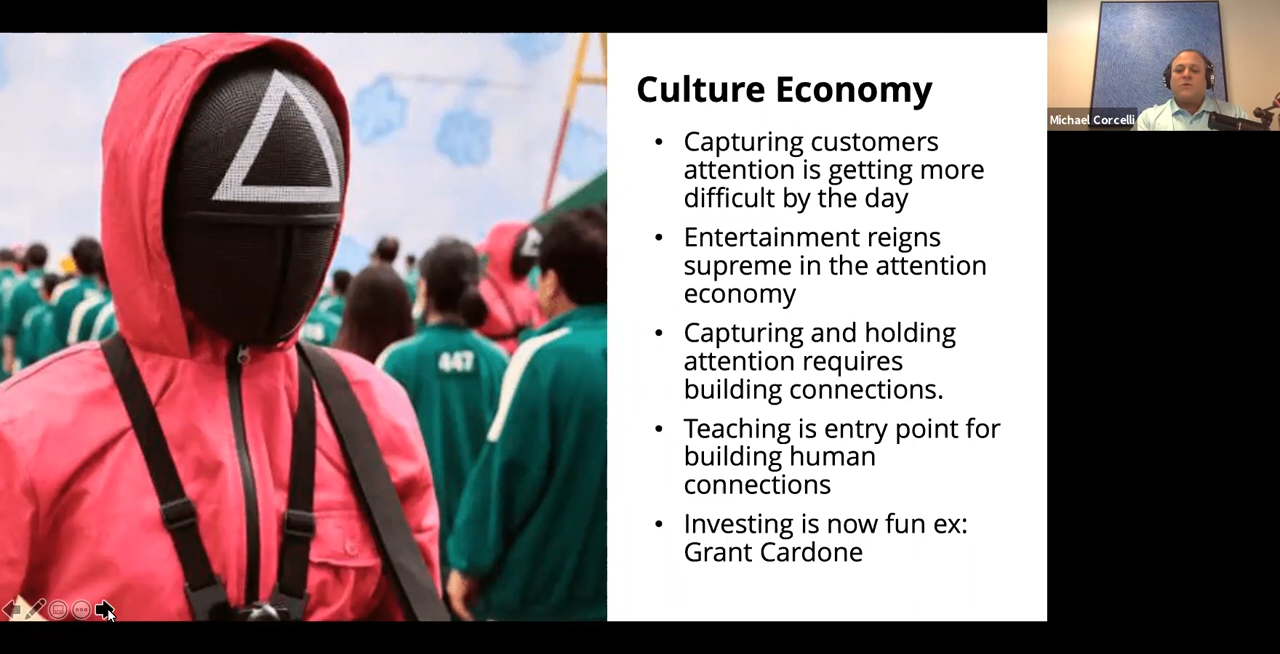 Culture Economy
• Capturing customers
attention is getting more
difficult by the day
• Entertainment reigns
supreme in the attention
economy
• Capturing and holding
attention requires
building connections.
• Teaching is entry point for
building human
connections
• Investing is now fun ex:
Grant Cardone
447
Michael Corcelli